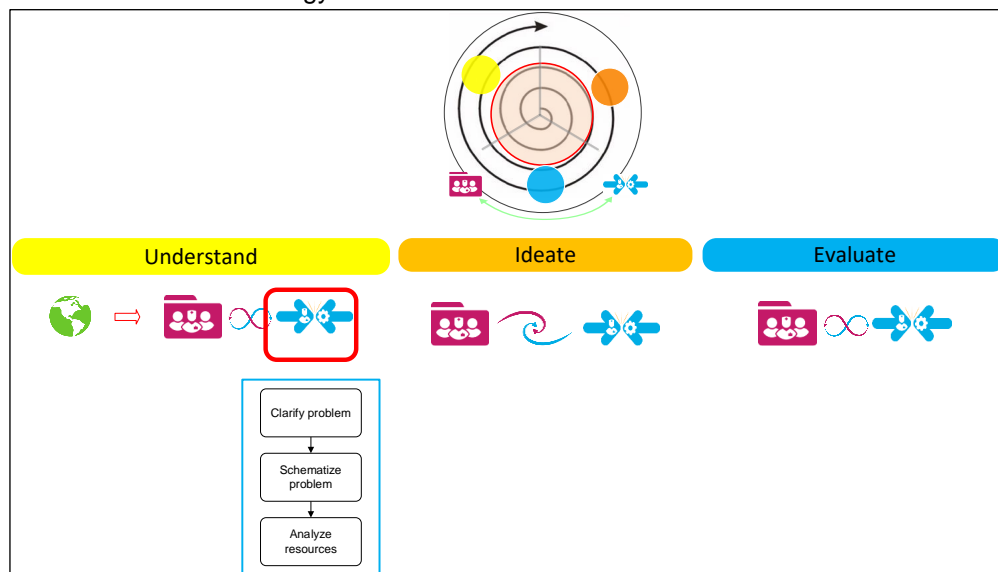 Understand
Ideate
Evaluate
Clarify problem
Schematize
problem
Analyze
resources